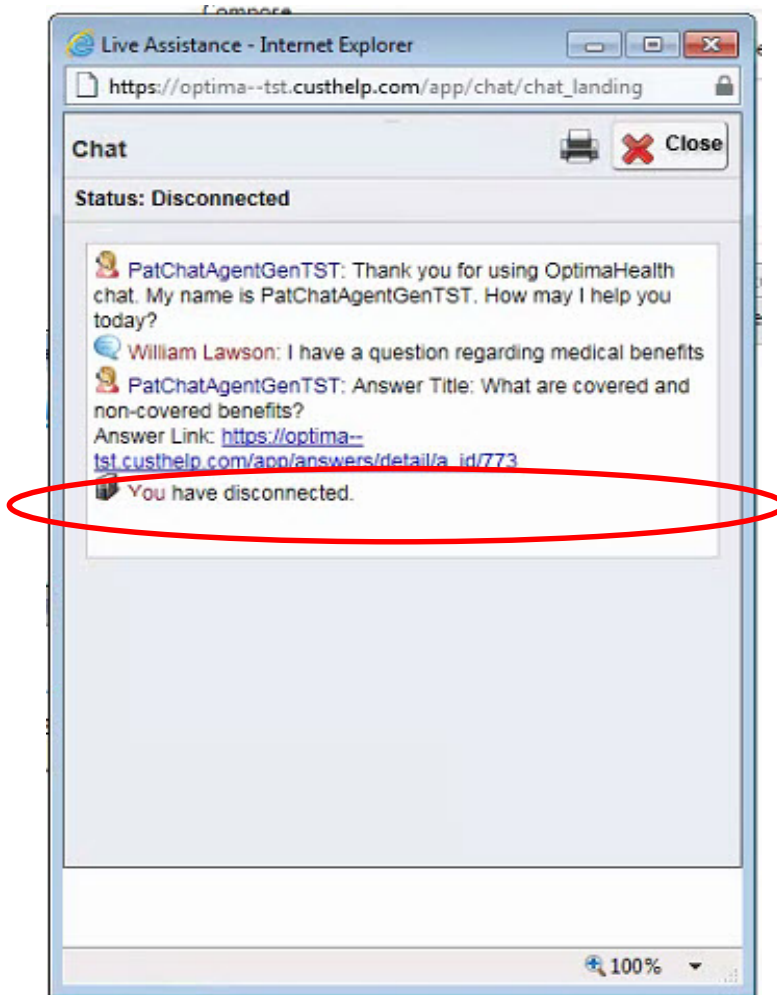 Compose
Live Assistance - Internet Explorer
https://optima--tst.custhelp.com/app/chat/chat_landing
Chat
Close
Status: Disconnected
PatChatAgentGenTST: Thank you for using OptimaHealth
chat. My name is PatChatAgentGenTST. How may I help you
today?
William Lawson: I have a question regarding medical benefits
PatChatAgentGenTST: Answer Title: What are covered and
non-covered benefits?
Answer Link: https://optima--
tst.custhelp.com/app/answers/detail/a_id/773
You have disconnected.
100%